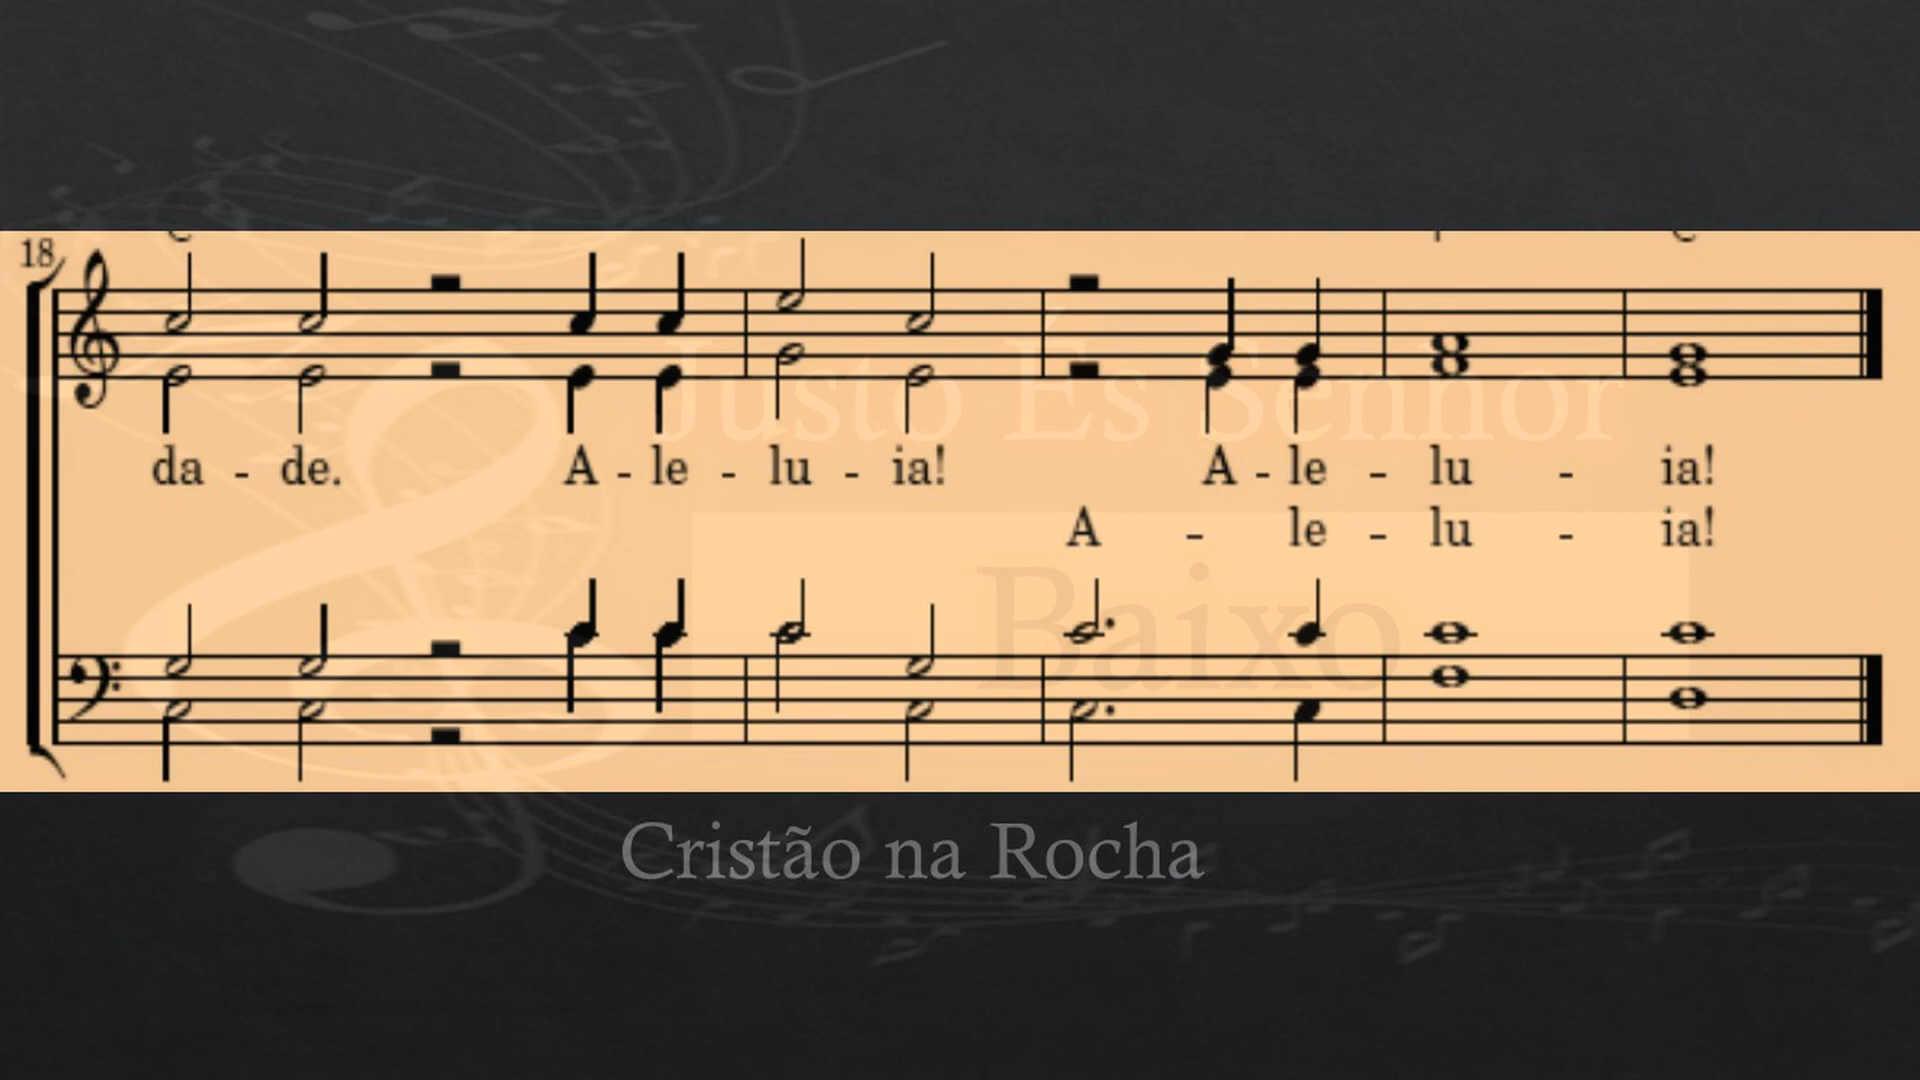 18
Justo És Senhor
da - de. A - le - lu - ia! A - le - lu - ia!
A - le - lu - ia!
Baixo
Cristão na Rocha